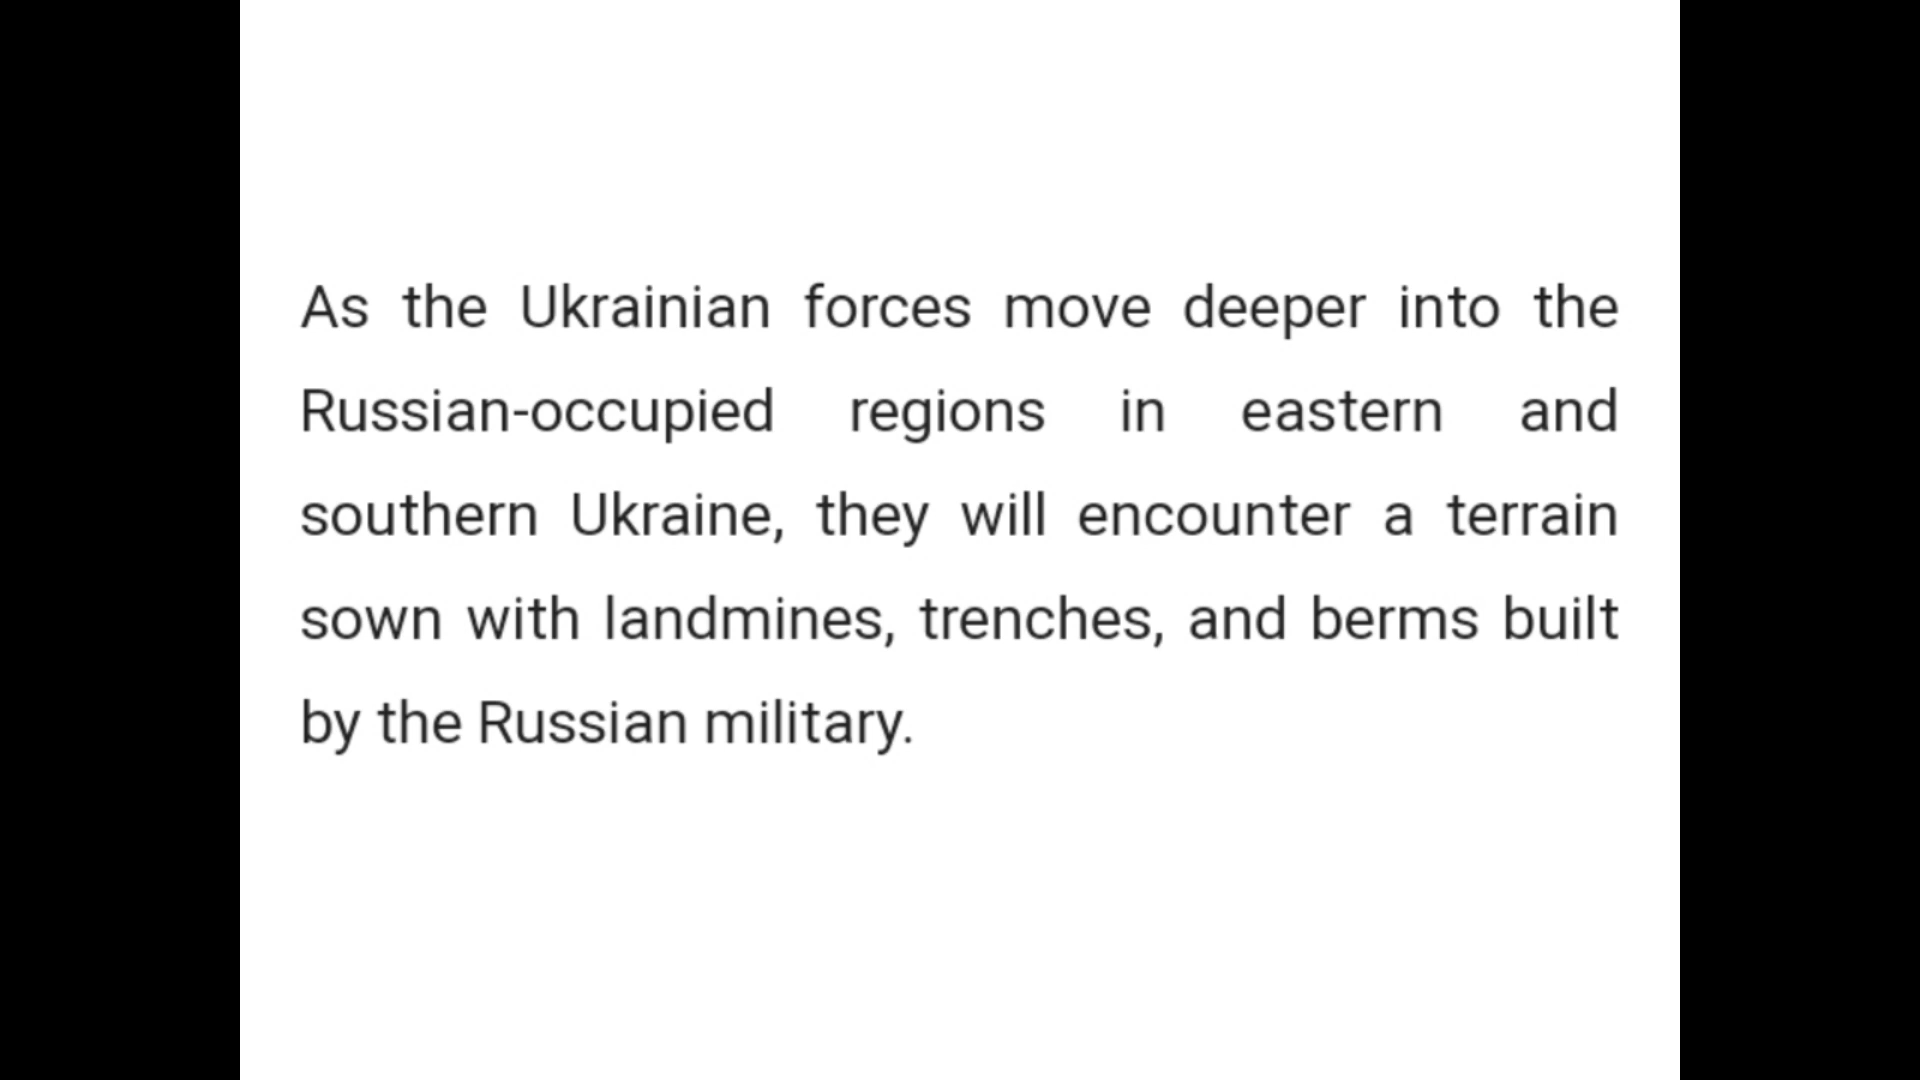 As the Ukrainian forces move deeper into the
Russian-occupied regions in eastern and
southern Ukraine, they will encounter a terrain
sown with landmines, trenches, and berms built
by the Russian military.